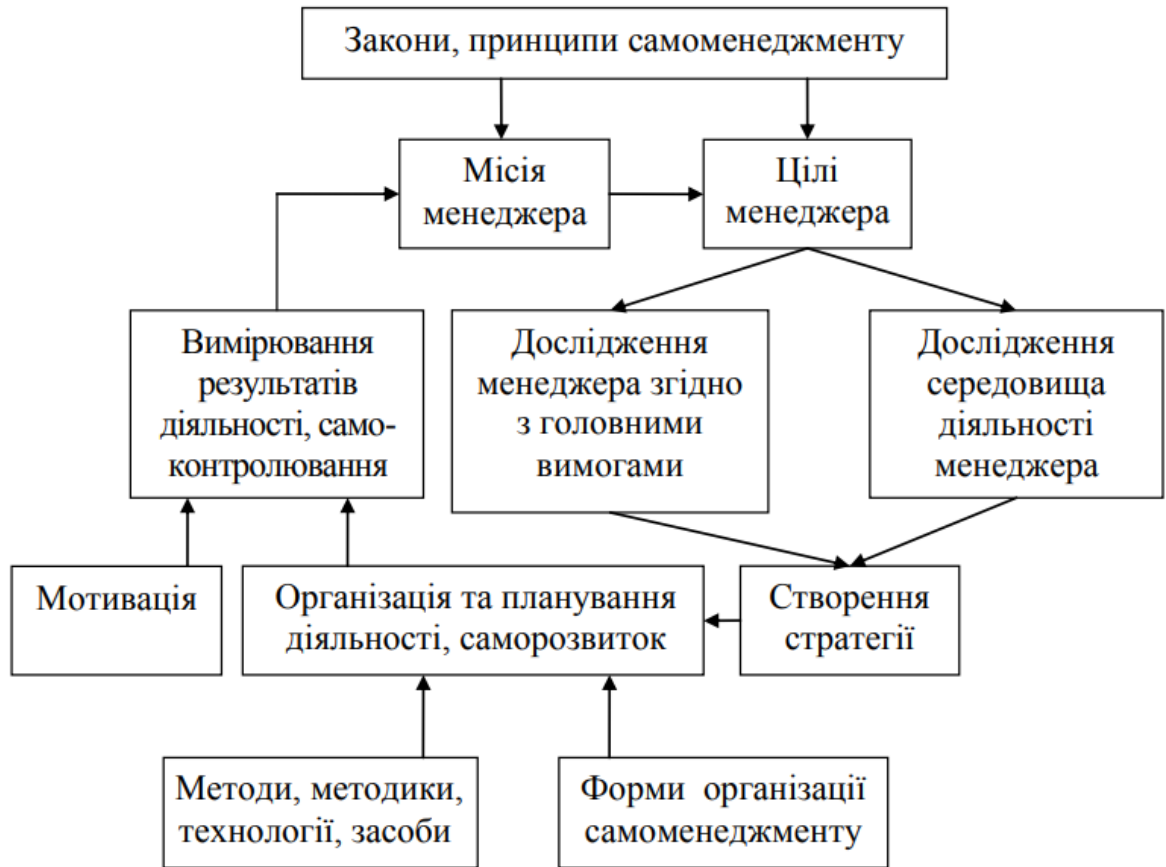 Закони, принципи самоменеджменту
Місія
менеджера
Цілі
менеджера
Вимірювання
результатів
діяльності, само-
контролювання
Дослідження
менеджера згідно
з головними
вимогами
Дослідження
середовища
діяльності
менеджера
Мотивація
Організація та планування
діяльності, саморозвиток
Створення
стратегії
Методи, методики,
технології, засоби
Форми організації
самоменеджменту